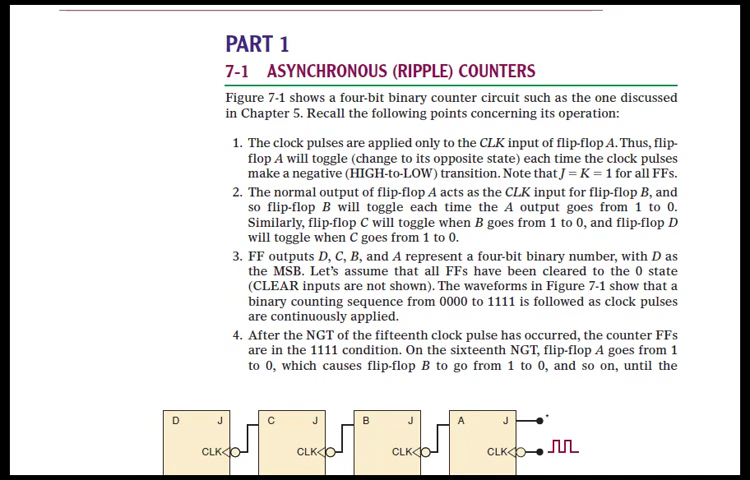 PART 1
7-1 ASYNCHRONOUS (RIPPLE) COUNTERS
Figure 7-1 shows a four-bit binary counter circuit such as the one discussed
in Chapter 5. Recall the following points concerning its operation:
1. The clock pulses are applied only to the CLK input of flip-flop A. Thus, flip-
flop A will toggle (change to its opposite state) each time the clock pulses
make a negative (HIGH-to-LOW) transition. Note that J = K = 1 for all FFs.
2. The normal output of flip-flop A acts as the CLK input for flip-flop B, and
so flip-flop B will toggle each time the A output goes from 1 to 0.
Similarly, flip-flop C will toggle when B goes from 1 to 0, and flip-flop D
will toggle when C goes from 1 to 0.
3. FF outputs D, C, B, and A represent a four-bit binary number, with D as
the MSB. Let's assume that all FFs have been cleared to the 0 state
(CLEAR inputs are not shown). The waveforms in Figure 7-1 show that a
binary counting sequence from 0000 to 1111 is followed as clock pulses
are continuously applied.
4. After the NGT of the fifteenth clock pulse has occurred, the counter FFs
are in the 1111 condition. On the sixteenth NGT, flip-flop A goes from 1
to 0, which causes flip-flop B to go from 1 to 0, and so on, until the
D J C J B J A J *
CLK CLK CLK CLK